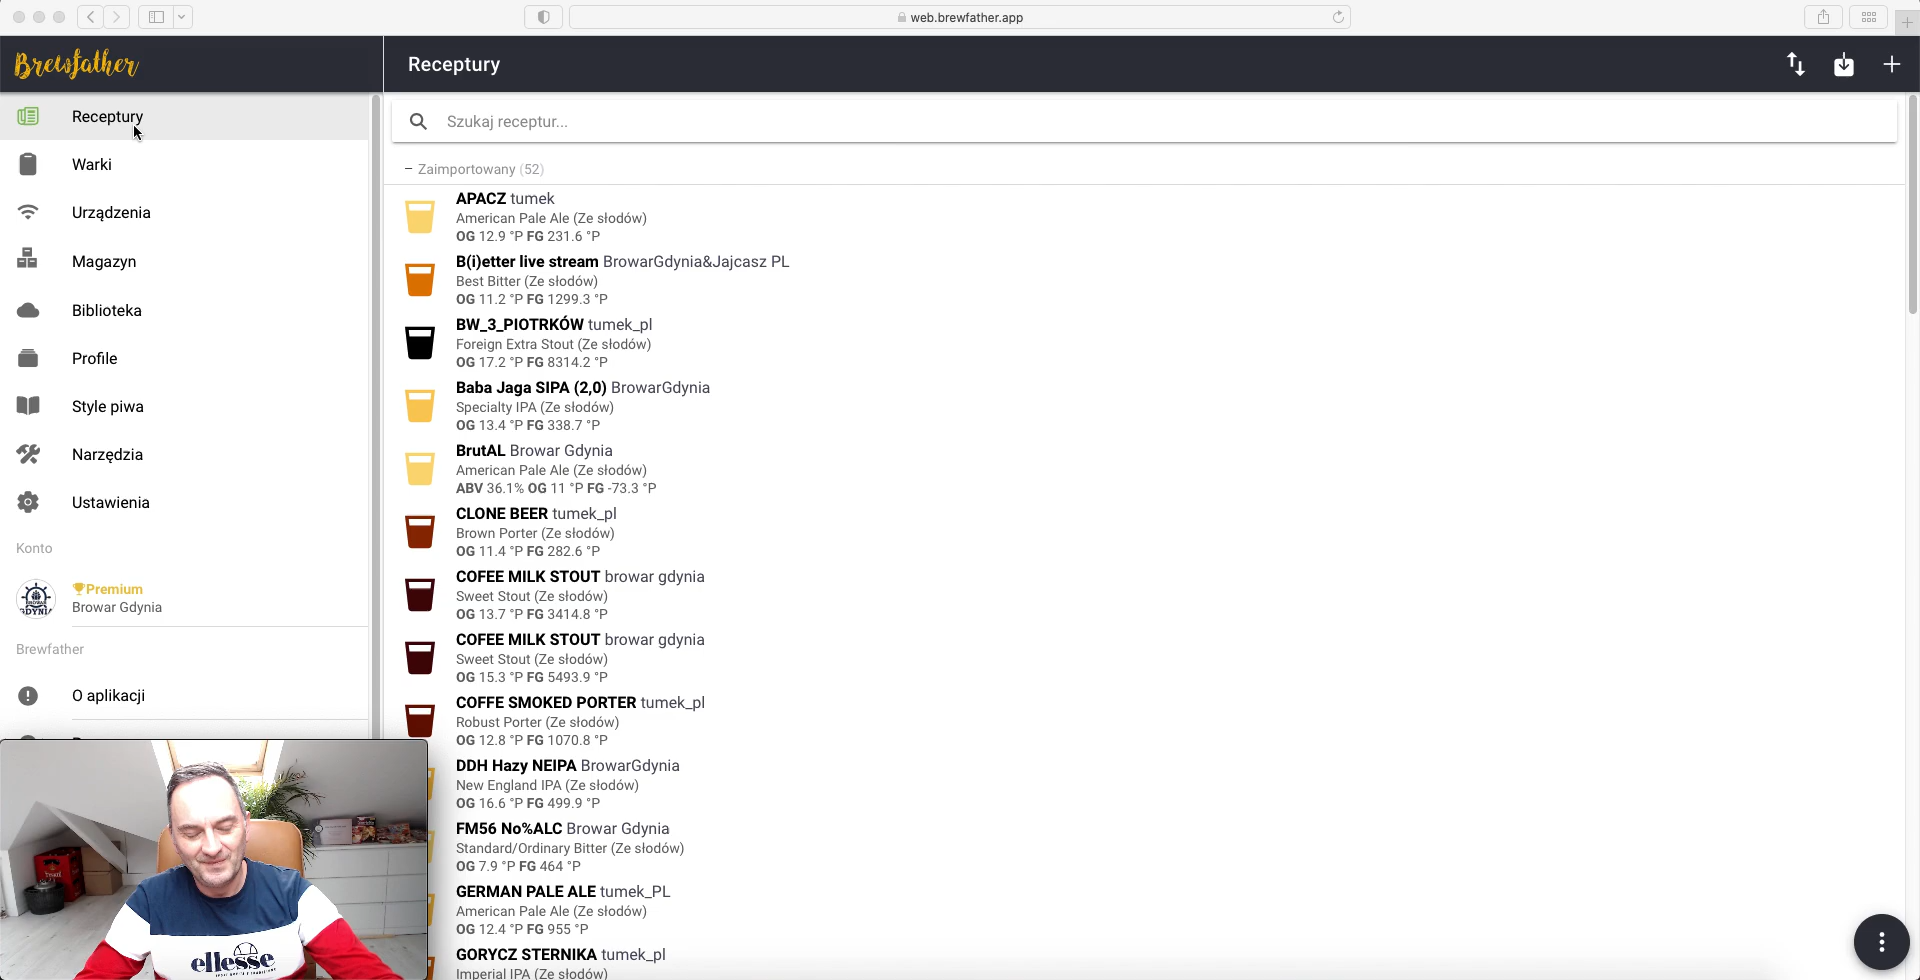 web.brewfather.app
Brewfather
Receptury
Receptury
Warki
Urządzenia
Magazyn
Biblioteka
Profile
Style piwa
Narzędzia
Ustawienia
Konto
Premium
Browar Gdynia
Brewfather
O aplikacji
Szukaj receptur...
− Zaimportowany (52)
APACZ tumek
American Pale Ale (Ze słodów)
OG 12.9 °P FG 231.6 °P
B(i)etter live stream BrowarGdynia&Jajcasz PL
Best Bitter (Ze słodów)
OG 11.2 °P FG 1299.3 °P
BW_3_PIOTRKÓW tumek_pl
Foreign Extra Stout (Ze słodów)
OG 17.2 °P FG 8314.2 °P
Baba Jaga SIPA (2,0) BrowarGdynia
Specialty IPA (Ze słodów)
OG 13.4 °P FG 338.7 °P
BrutAL Browar Gdynia
American Pale Ale (Ze słodów)
ABV 36.1% OG 11 °P FG -73.3 °P
CLONE BEER tumek_pl
Brown Porter (Ze słodów)
OG 11.4 °P FG 282.6 °P
COFEE MILK STOUT browar gdynia
Sweet Stout (Ze słodów)
OG 13.7 °P FG 3414.8 °P
COFEE MILK STOUT browar gdynia
Sweet Stout (Ze słodów)
OG 15.3 °P FG 5493.9 °P
COFFE SMOKED PORTER tumek_pl
Robust Porter (Ze słodów)
OG 12.8 °P FG 1070.8 °P
DDH Hazy NEIPA BrowarGdynia
New England IPA (Ze słodów)
OG 16.6 °P FG 499.9 °P
FM56 No%ALC Browar Gdynia
Standard/Ordinary Bitter (Ze słodów)
OG 7.9 °P FG 464 °P
GERMAN PALE ALE tumek_PL
American Pale Ale (Ze słodów)
OG 12.4 °P FG 955 °P
GORYCZ STERNIKA tumek_pl
Imperial IPA (Ze słodów)
ellesse